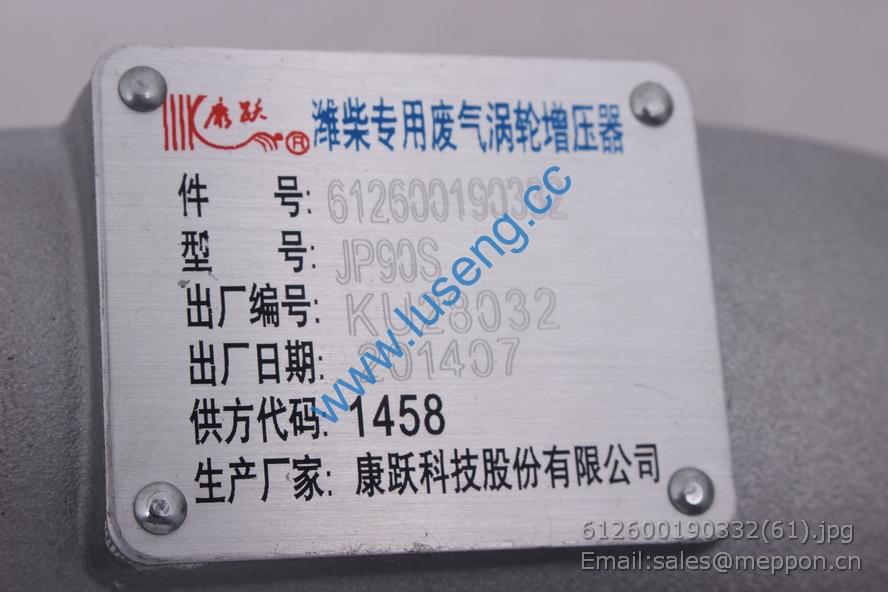 康跃 ® 潍柴专用废气涡轮增压器
件 号: 612600190332
型 号: JP90S
出厂编号: KU28032
出厂日期: 201407
供方代码: 1458
生产厂家: 康跃科技股份有限公司
www.luseng.cc
612600190332(61).jpg
Email:sales@meppon.cn